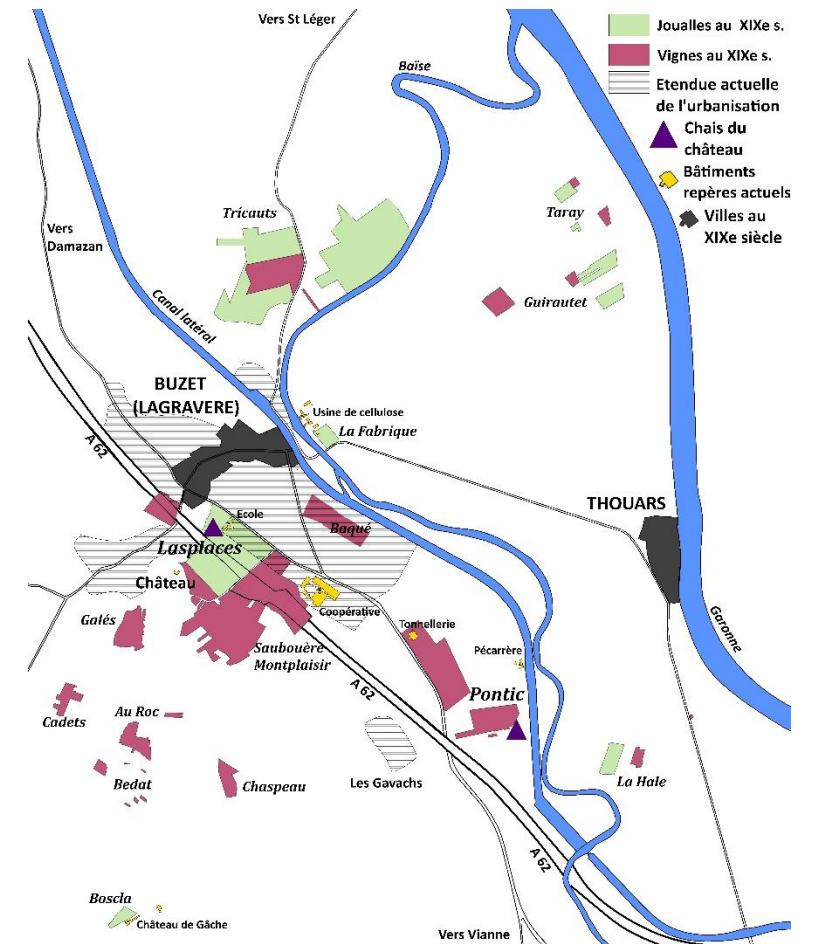 Vers St Léger
Joualles au XIXe s.
Vignes au XIXe s.
Etendue actuelle
de l'urbanisation
Chais du
château
Bâtiments
repères actuels
Villes au
XIXe siècle
Baïse
Taray
Tricauts
Vers
Damazan
Guirautet
Canal latéral
BUZET
(LAGRAVERE)
Usine de cellulose
La Fabrique
A 62
THOUARS
Ecole
Baqué
Lasplaces
Château
Coopérative
Galés
Tonnellerie
Saubouère
Montplaisir
Pécarrère
Garonne
A 62
Pontic
Cadets
Au Roc
Bedat
Chaspeau
Les Gavachs
La Hale
A 62
Boscla
Château de Gâche
Vers Vianne